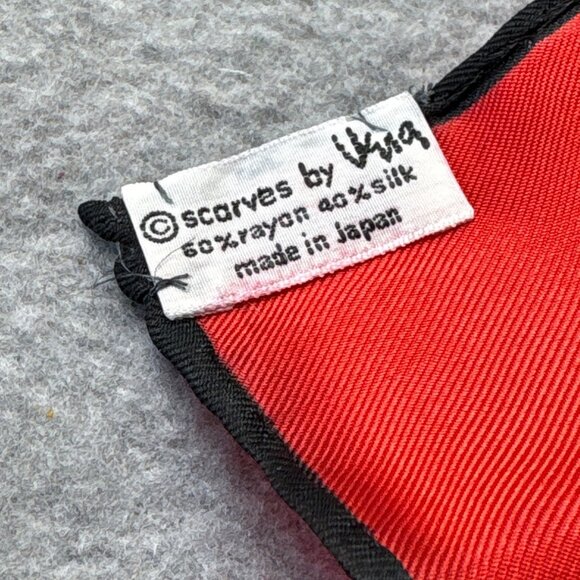 © scarves by Vera
60% rayon 40% silk
made in Japan